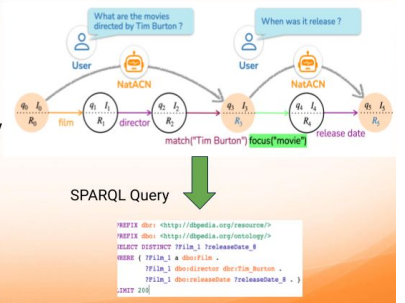 What are the movies
directed by Tim Burton ?
When was it release ?
User
User
NatACN
NatACN
q0 I0
q1 I1
q2 I2
q3 I3
q4 I4
q5 I5
R0
film
R1
director
R2
R3
R4
release date
R5
match("Tim Burton") focus("movie")
SPARQL Query
PREFIX dbr: <http://dbpedia.org/resource/>
PREFIX dbo: <http://dbpedia.org/ontology/>
SELECT DISTINCT ?Film_1 ?releaseDate_8
WHERE { ?Film_1 a dbo:Film .
?Film_1 dbo:director dbr:Tim_Burton .
?Film_1 dbo:releaseDate ?releaseDate_8 . }
LIMIT 200